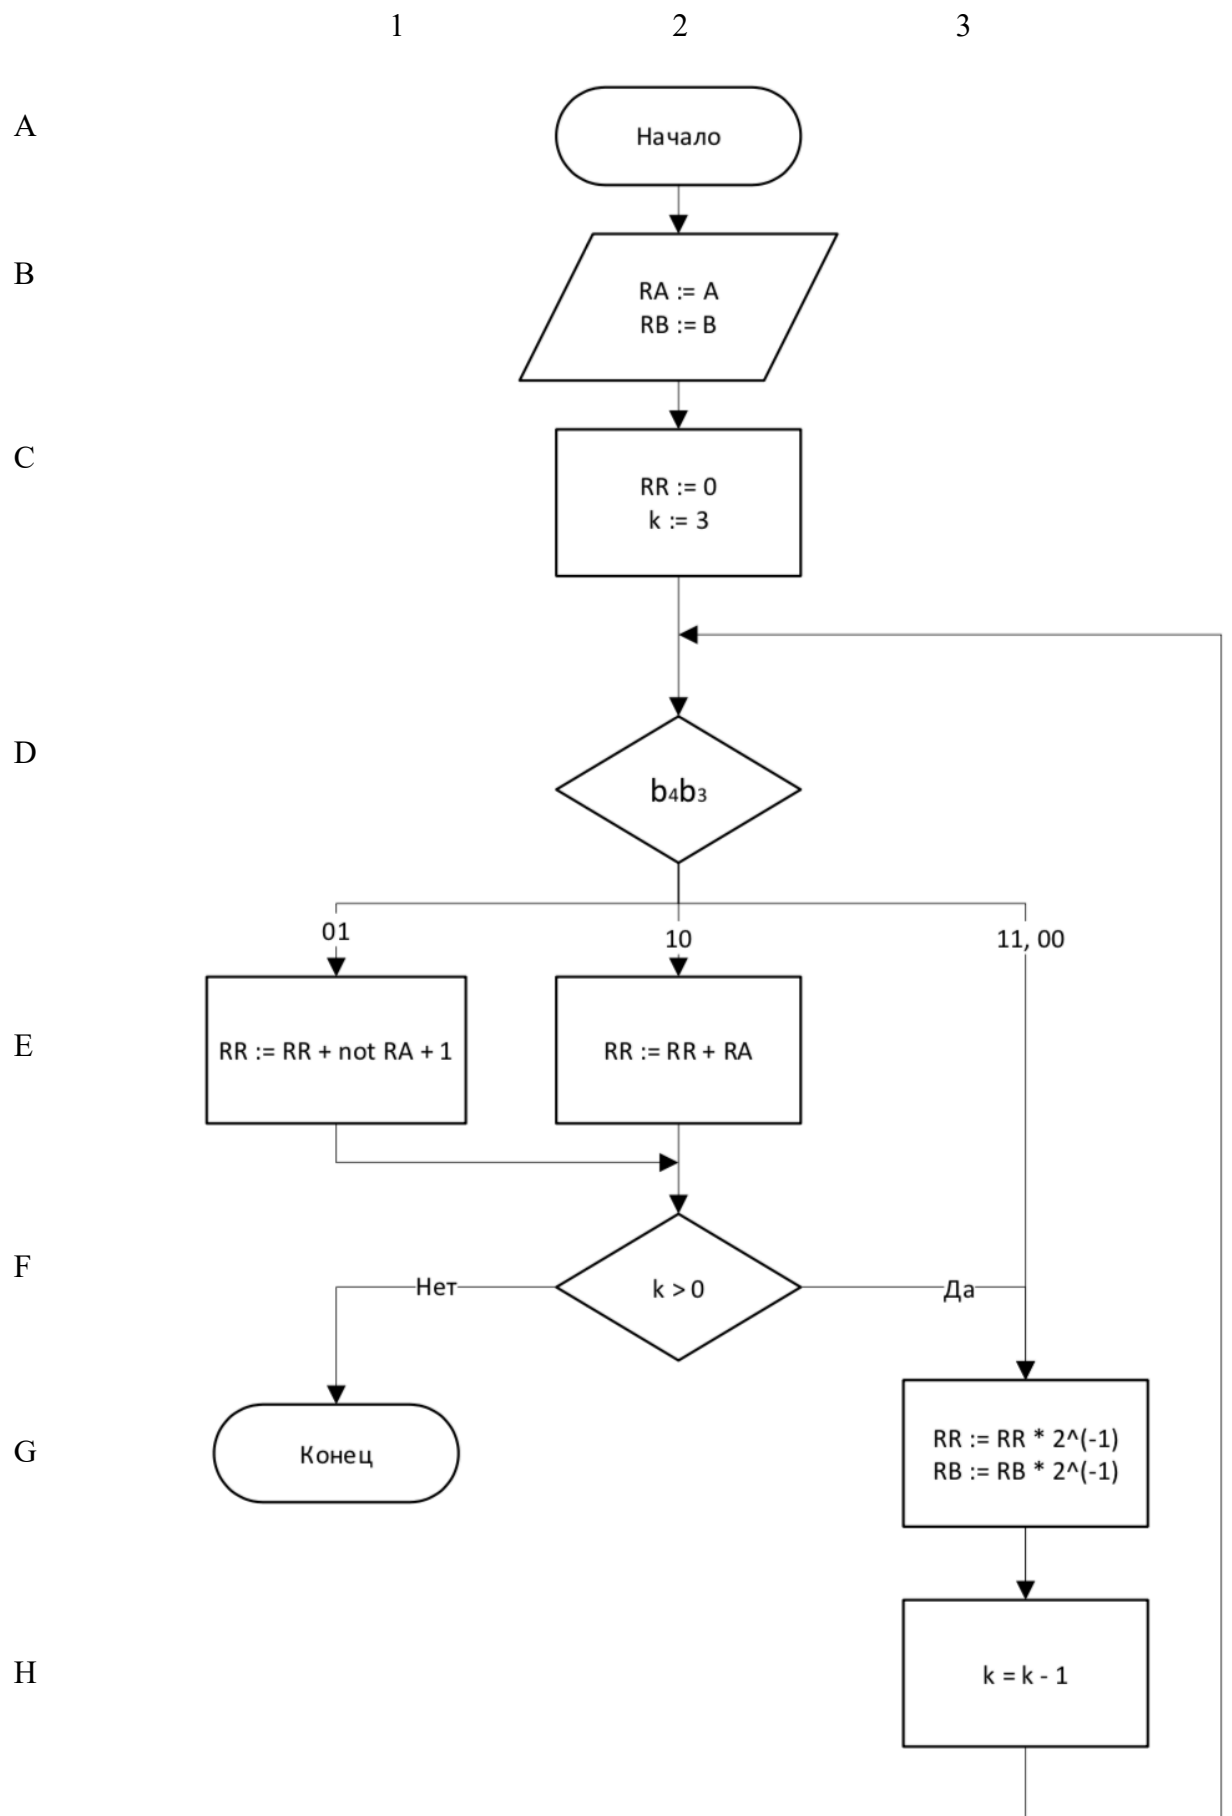 1 2 3
A
Начало
B
RA := A
RB := B
C
RR := 0
k := 3
D
b₄b₃
01 10 11, 00
E
RR := RR + not RA + 1
RR := RR + RA
F
Нет
k > 0
Да
G
Конец
RR := RR * 2^(-1)
RB := RB * 2^(-1)
H
k = k - 1